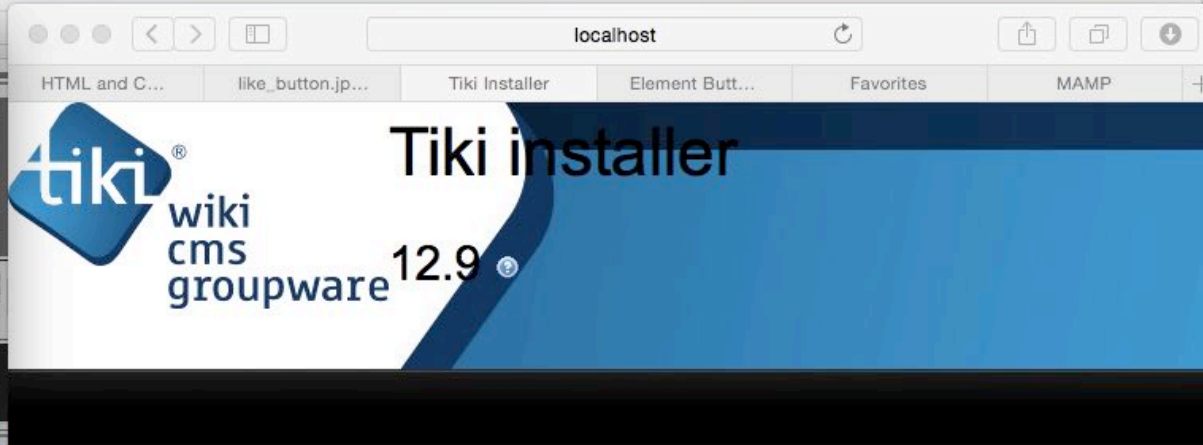 localhost
HTML and C... like_button.jp... Tiki Installer Element Butt... Favorites MAMP
tiki®
wiki
cms
groupware
Tiki installer
12.9